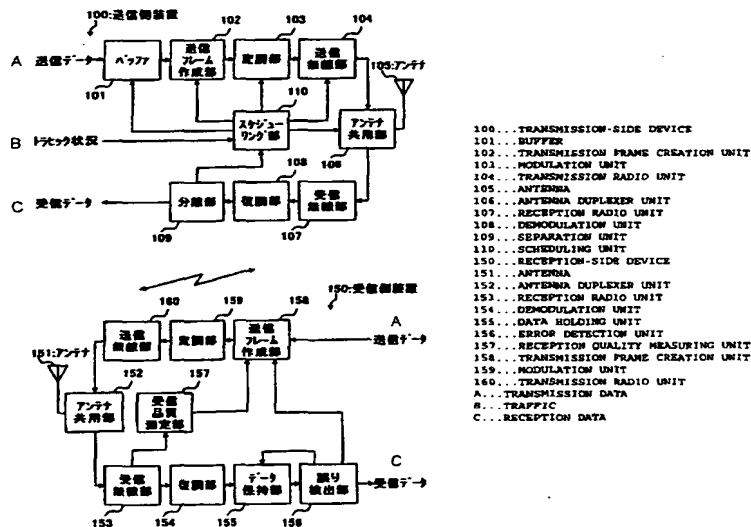 100:送信側装置
102
103
104
A 送信データ
バッファ
送信
フレーム
作成部
変調部
送信
無線部
105:アンテナ
101
110
スケジュー
リング部
アンテナ
共用部
106
B トラヒック状況
108
C 受信データ
分離部
復調部
受信
無線部
109
107
150:受信側装置
160
159
158
送信
無線部
変調部
送信
フレーム
作成部
A
送信データ
151:アンテナ
152
157
アンテナ
共用部
受信
品質
測定部
受信
無線部
復調部
データ
保持部
誤り
検出部
C
受信データ
153
154
155
156
100...TRANSMISSION-SIDE DEVICE
101...BUFFER
102...TRANSMISSION FRAME CREATION UNIT
103...MODULATION UNIT
104...TRANSMISSION RADIO UNIT
105...ANTENNA
106...ANTENNA DUPLEXER UNIT
107...RECEPTION RADIO UNIT
108...DEMODULATION UNIT
109...SEPARATION UNIT
110...SCHEDULING UNIT
150...RECEPTION-SIDE DEVICE
151...ANTENNA
152...ANTENNA DUPLEXER UNIT
153...RECEPTION RADIO UNIT
154...DEMODULATION UNIT
155...DATA HOLDING UNIT
156...ERROR DETECTION UNIT
157...RECEPTION QUALITY MEASURING UNIT
158...TRANSMISSION FRAME CREATION UNIT
159...MODULATION UNIT
160...TRANSMISSION RADIO UNIT
A...TRANSMISSION DATA
B...TRAFFIC
C...RECEPTION DATA